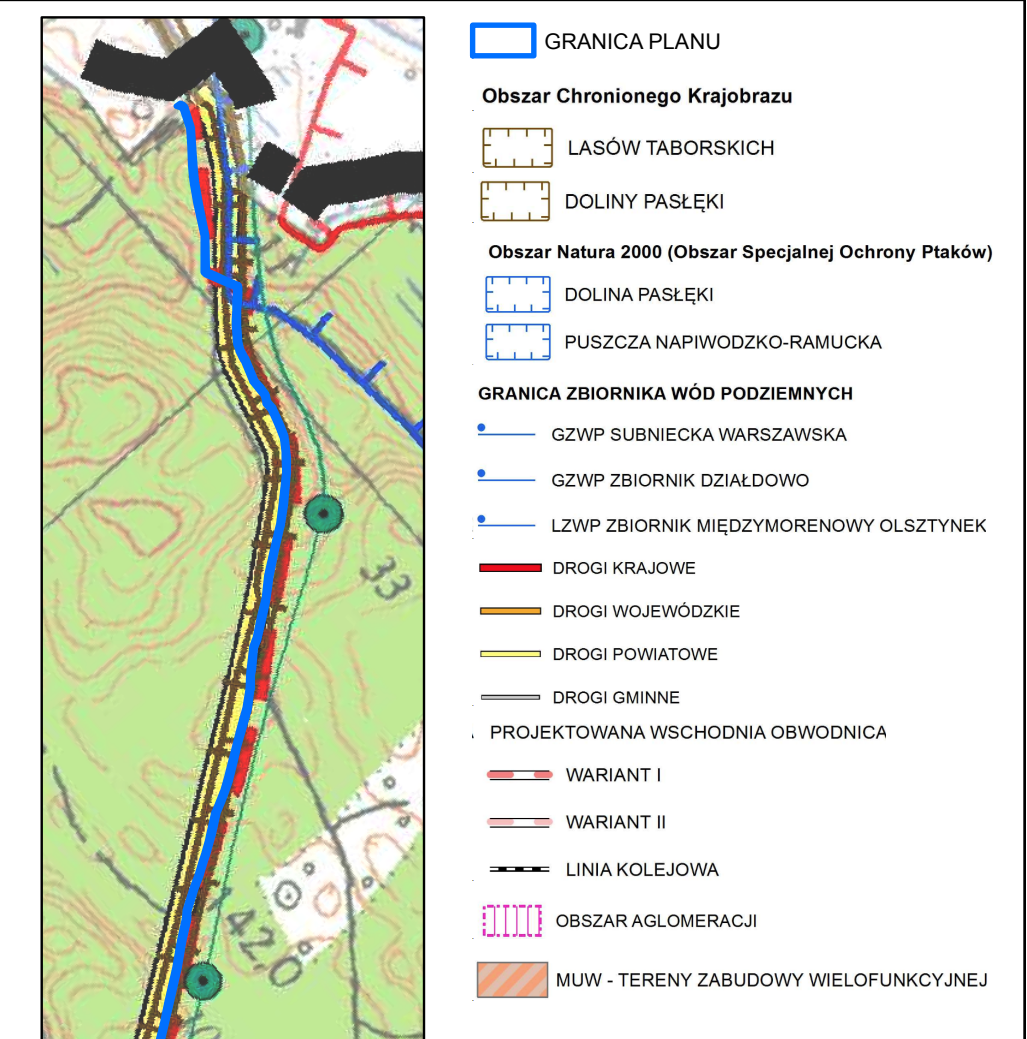 GRANICA PLANU
Obszar Chronionego Krajobrazu
LASÓW TABORSKICH
DOLINY PASŁĘKI
Obszar Natura 2000 (Obszar Specjalnej Ochrony Ptaków)
DOLINA PASŁĘKI
PUSZCZA NAPIWODZKO-RAMUCKA
GRANICA ZBIORNIKA WÓD PODZIEMNYCH
GZWP SUBNIECKA WARSZAWSKA
GZWP ZBIORNIK DZIAŁDOWO
LZWP ZBIORNIK MIĘDZYMORENOWY OLSZTYNEK
DROGI KRAJOWE
DROGI WOJEWÓDZKIE
DROGI POWIATOWE
DROGI GMINNE
PROJEKTOWANA WSCHODNIA OBWODNICA
WARIANT I
WARIANT II
LINIA KOLEJOWA
OBSZAR AGLOMERACJI
MUW - TERENY ZABUDOWY WIELOFUNKCYJNEJ
33